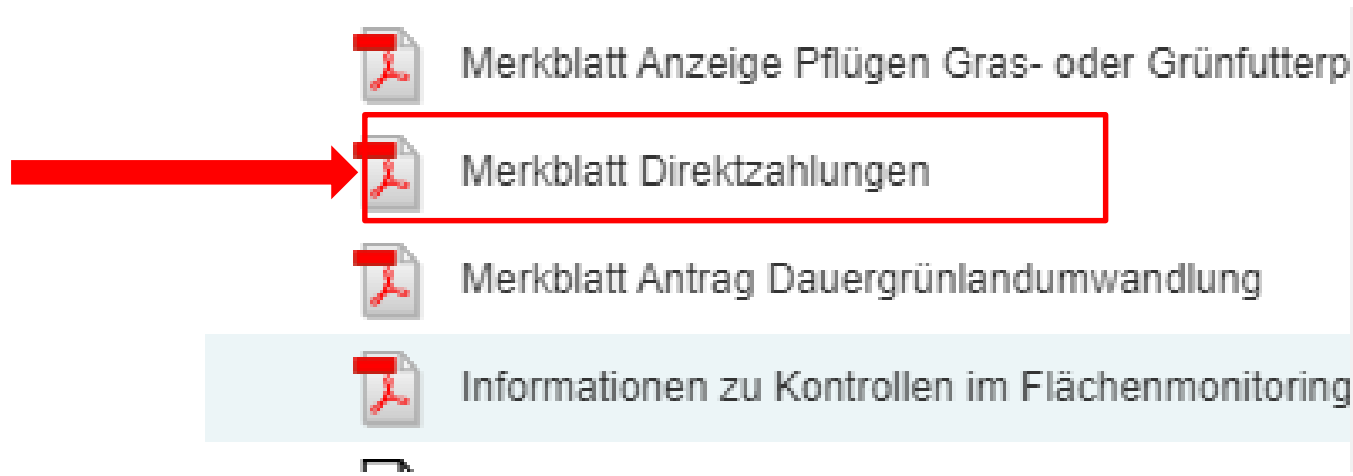 Merkblatt Anzeige Pflügen Gras- oder Grünfutterp
Merkblatt Direktzahlungen
Merkblatt Antrag Dauergrünlandumwandlung
Informationen zu Kontrollen im Flächenmonitoring